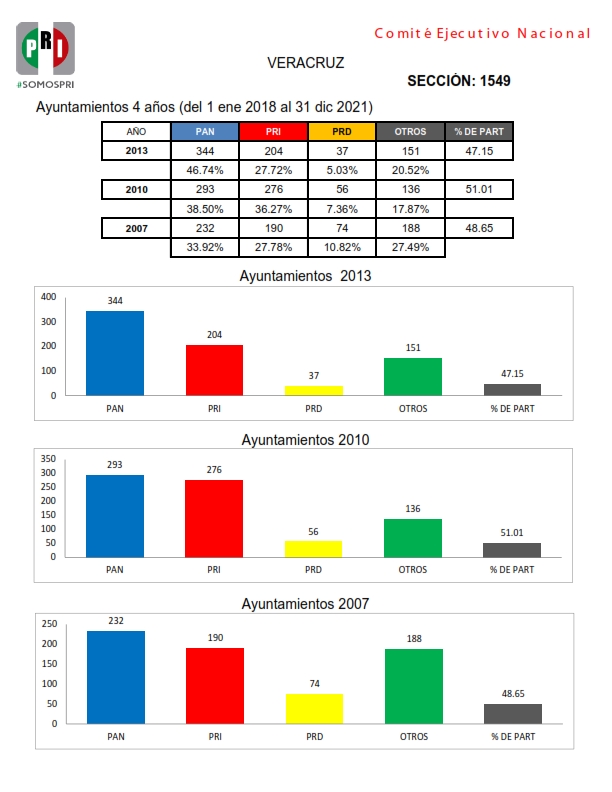 Comité Ejecutivo Nacional
PRI
#SOMOSPRI
VERACRUZ
SECCIÓN: 1549
Ayuntamientos 4 años (del 1 ene 2018 al 31 dic 2021)
AÑO PAN PRI PRD OTROS % DE PART
2013 344 204 37 151 47.15
46.74% 27.72% 5.03% 20.52%
2010 293 276 56 136 51.01
38.50% 36.27% 7.36% 17.87%
2007 232 190 74 188 48.65
33.92% 27.78% 10.82% 27.49%
Ayuntamientos 2013
400
300
200
100
0
344 204 37 151 47.15
PAN PRI PRD OTROS % DE PART
Ayuntamientos 2010
350
300
250
200
150
100
50
0
293 276 56 136 51.01
PAN PRI PRD OTROS % DE PART
Ayuntamientos 2007
250
200
150
100
50
0
232 190 74 188 48.65
PAN PRI PRD OTROS % DE PART